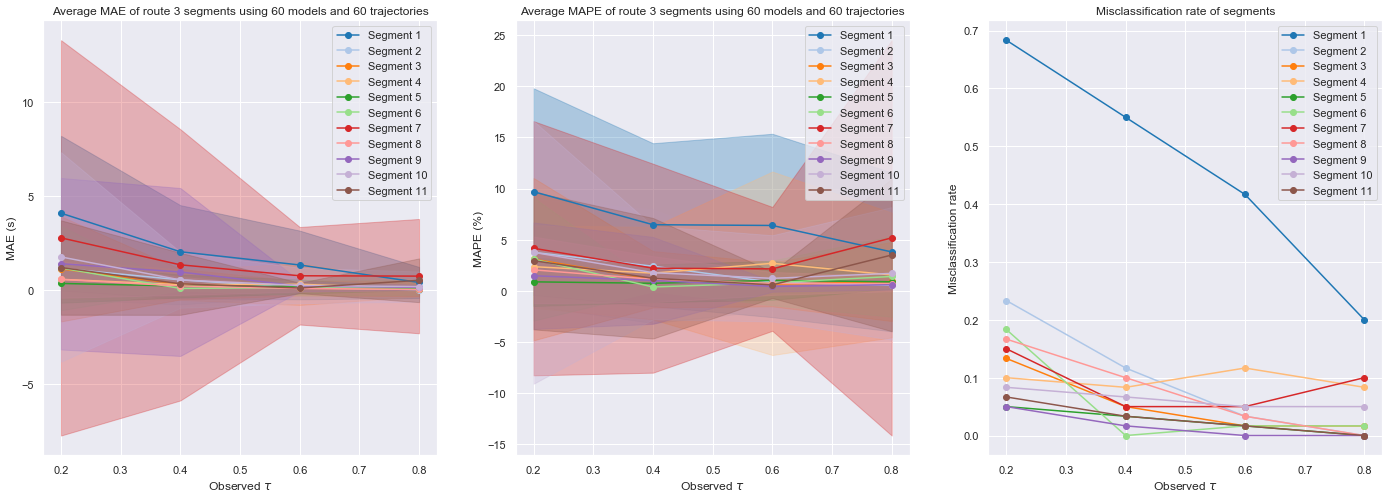 Average MAE of route 3 segments using 60 models and 60 trajectories
MAE (s)
10
5
0
−5
0.2
0.3
0.4
0.5
0.6
0.7
0.8
Observed τ
Segment 1
Segment 2
Segment 3
Segment 4
Segment 5
Segment 6
Segment 7
Segment 8
Segment 9
Segment 10
Segment 11
Average MAPE of route 3 segments using 60 models and 60 trajectories
MAPE (%)
25
20
15
10
5
0
−5
−10
−15
0.2
0.3
0.4
0.5
0.6
0.7
0.8
Observed τ
Segment 1
Segment 2
Segment 3
Segment 4
Segment 5
Segment 6
Segment 7
Segment 8
Segment 9
Segment 10
Segment 11
Misclassification rate of segments
Misclassification rate
0.7
0.6
0.5
0.4
0.3
0.2
0.1
0.0
0.2
0.3
0.4
0.5
0.6
0.7
0.8
Observed τ
Segment 1
Segment 2
Segment 3
Segment 4
Segment 5
Segment 6
Segment 7
Segment 8
Segment 9
Segment 10
Segment 11